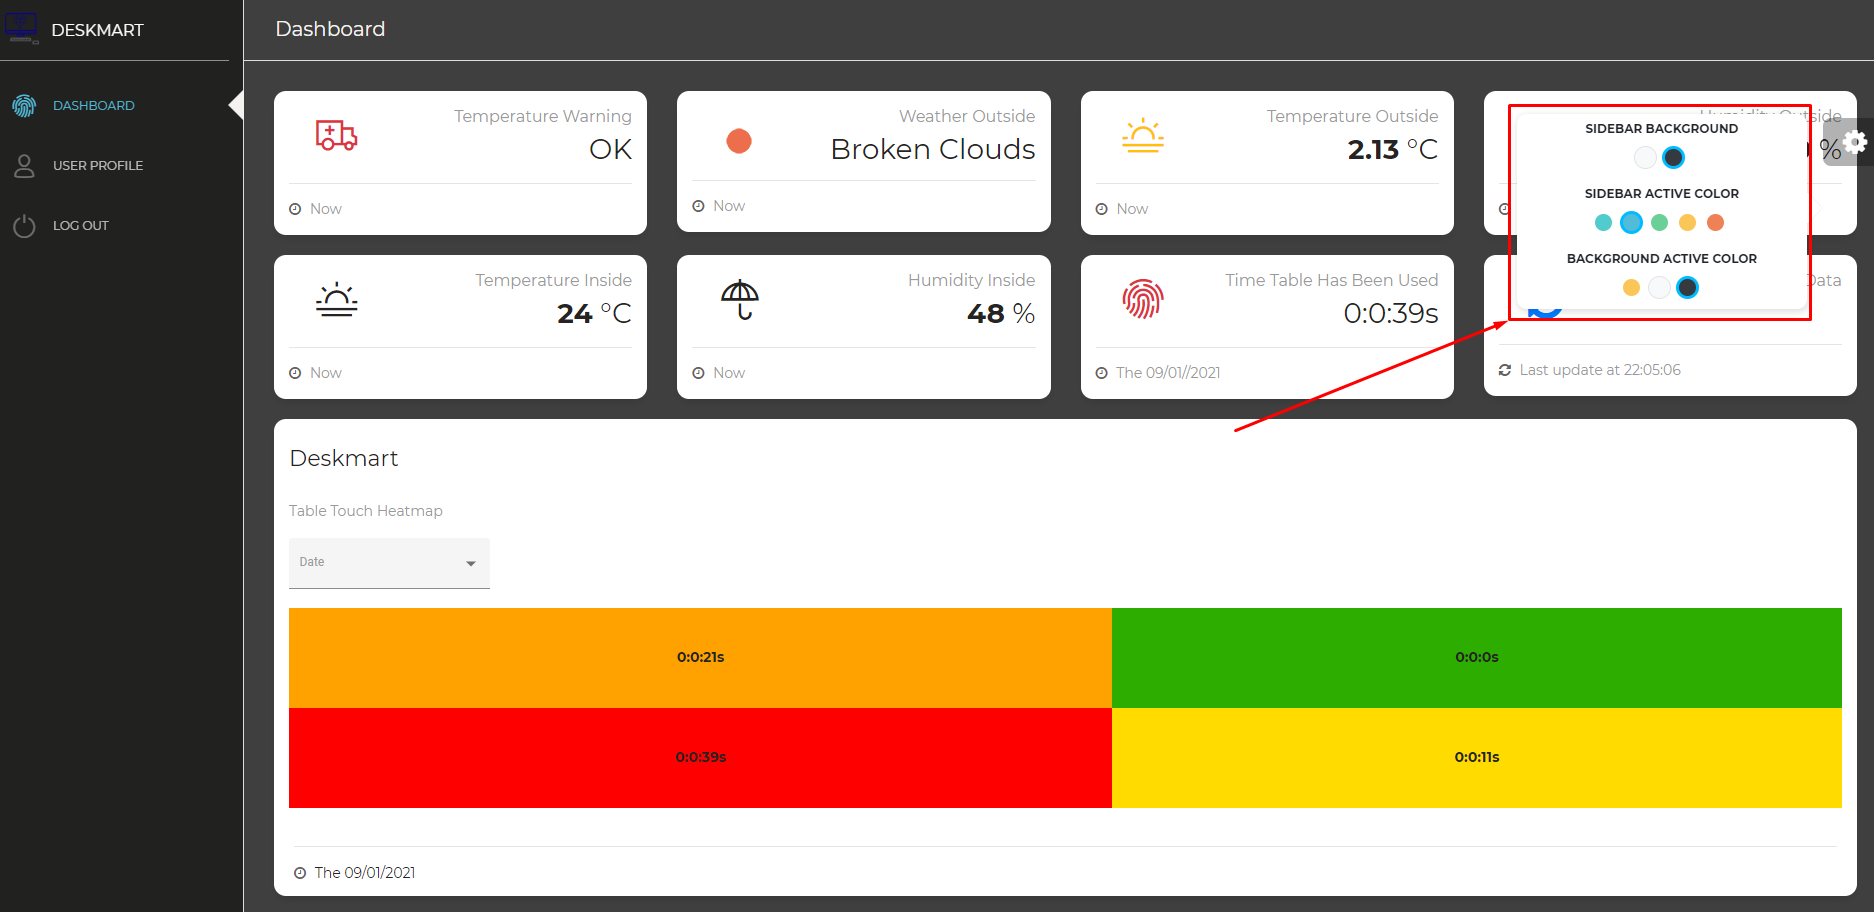 DESKMART
Dashboard
DASHBOARD
USER PROFILE
LOG OUT
Temperature Warning
OK
Now
Weather Outside
Broken Clouds
Now
Temperature Outside
2.13 °C
Now
Humidity Outside
%
SIDEBAR BACKGROUND
SIDEBAR ACTIVE COLOR
BACKGROUND ACTIVE COLOR
Temperature Inside
24 °C
Now
Humidity Inside
48 %
Now
Time Table Has Been Used
0:0:39s
The 09/01//2021
Data
Last update at 22:05:06
Deskmart
Table Touch Heatmap
Date
0:0:21s
0:0:0s
0:0:39s
0:0:11s
The 09/01/2021